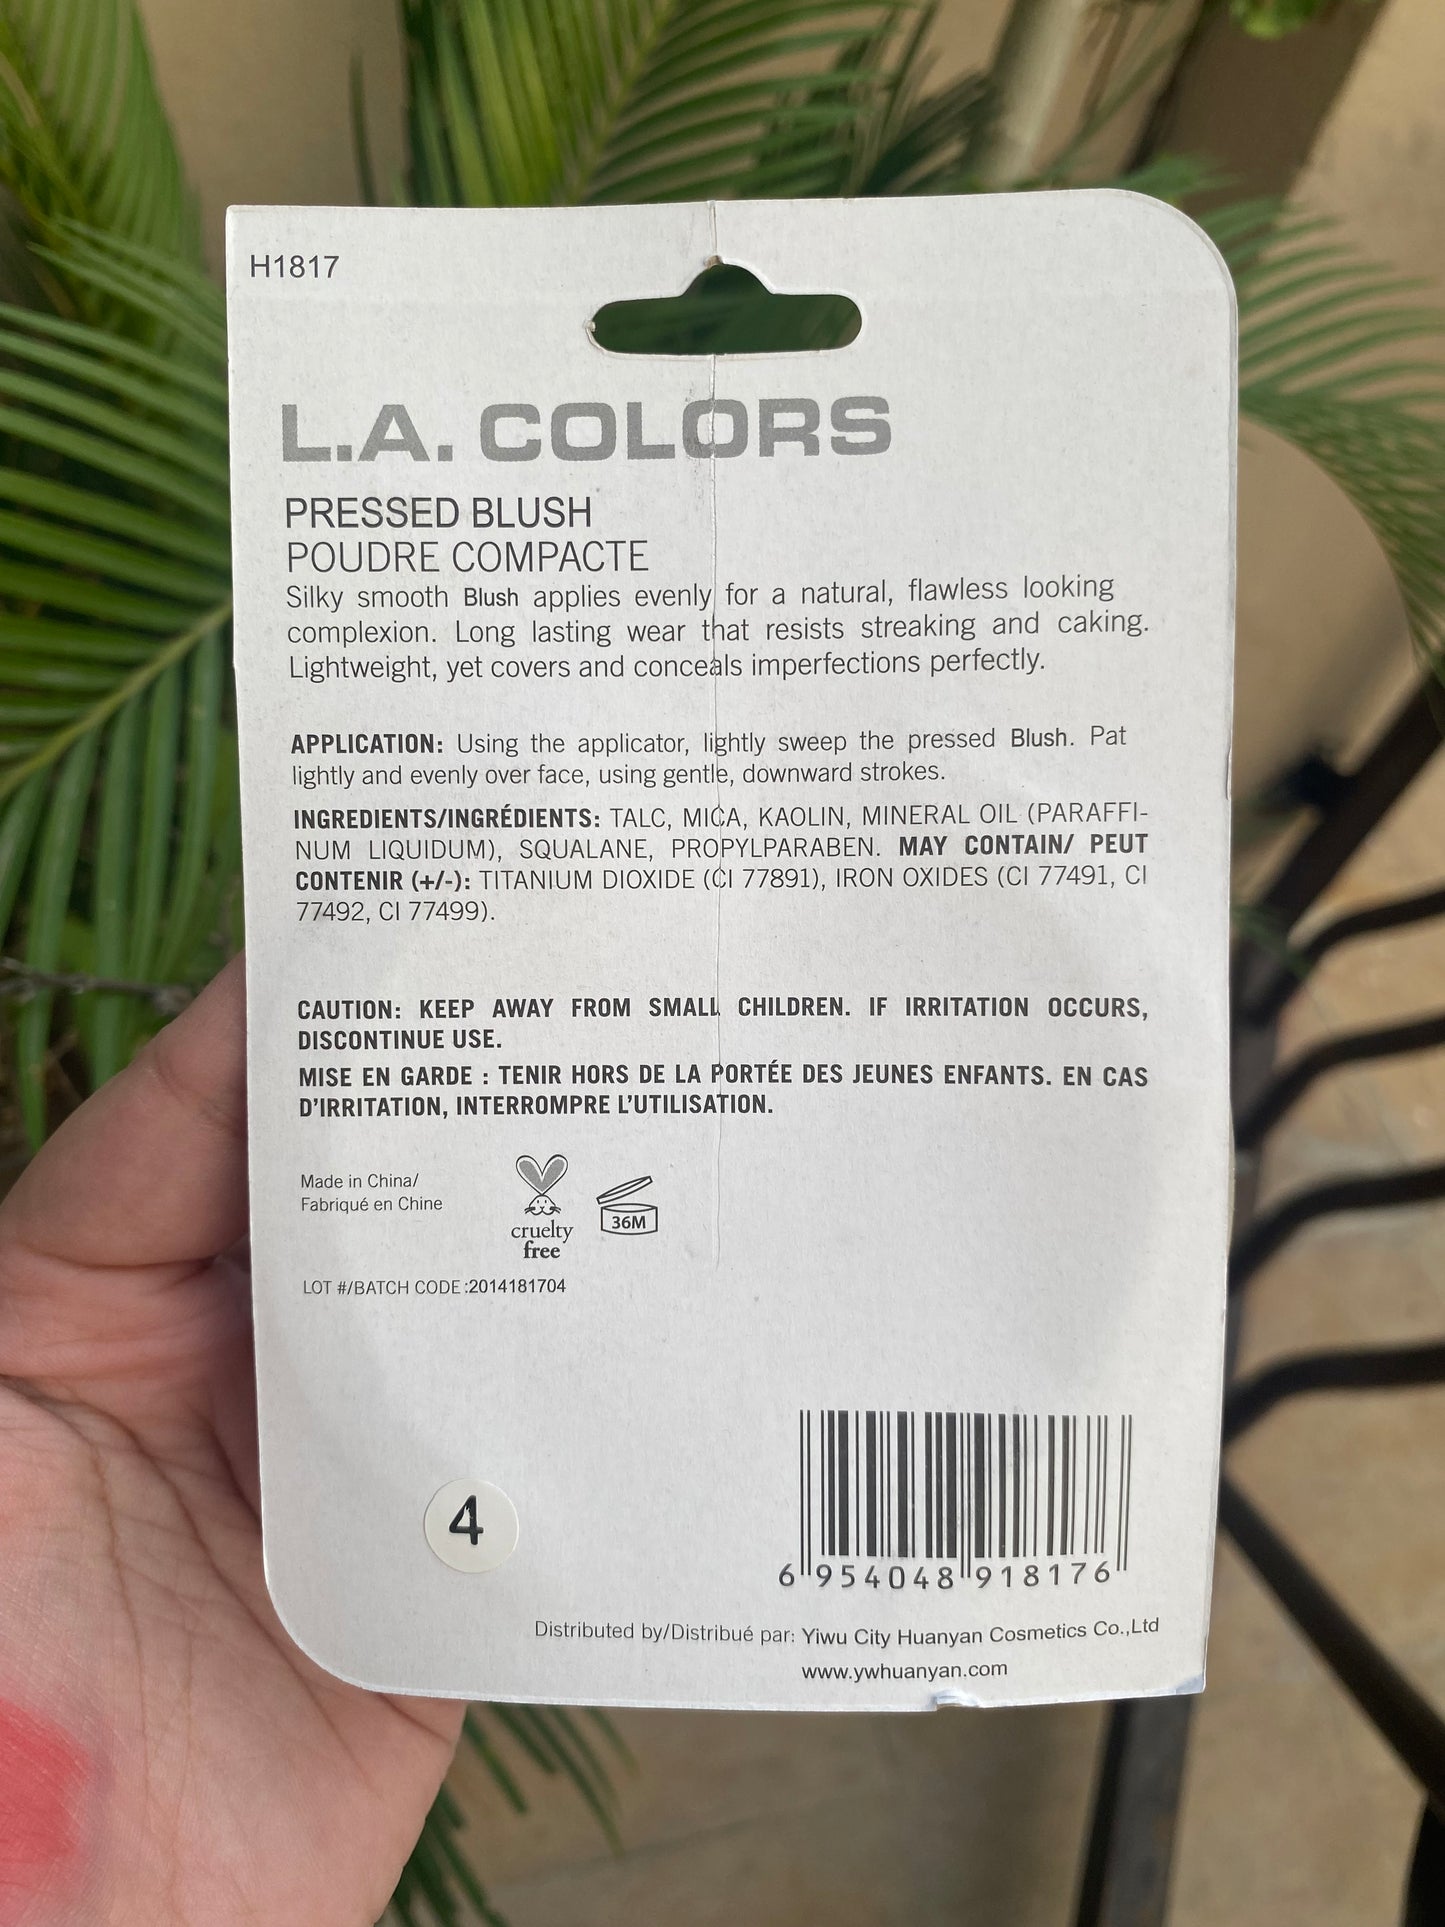 H1817
L.A. COLORS
PRESSED BLUSH
POUDRE COMPACTE
Silky smooth Blush applies evenly for a natural, flawless looking
complexion. Long lasting wear that resists streaking and caking.
Lightweight, yet covers and conceals imperfections perfectly.
APPLICATION: Using the applicator, lightly sweep the pressed Blush. Pat
lightly and evenly over face, using gentle, downward strokes.
INGREDIENTS/INGRÉDIENTS: TALC, MICA, KAOLIN, MINERAL OIL (PARAFFI-
NUM LIQUIDUM), SQUALANE, PROPYLPARABEN. MAY CONTAIN/ PEUT
CONTENIR (+/-): TITANIUM DIOXIDE (CI 77891), IRON OXIDES (CI 77491, CI
77492, CI 77499).
CAUTION: KEEP AWAY FROM SMALL CHILDREN. IF IRRITATION OCCURS,
DISCONTINUE USE.
MISE EN GARDE : TENIR HORS DE LA PORTÉE DES JEUNES ENFANTS. EN CAS
D'IRRITATION, INTERROMPRE L'UTILISATION.
Made in China/
Fabriqué en Chine
cruelty
free
36M
LOT #/BATCH CODE:2014181704
4
6 954048 918176
Distributed by/Distribué par: Yiwu City Huanyan Cosmetics Co.,Ltd
www.ywhuanyan.com